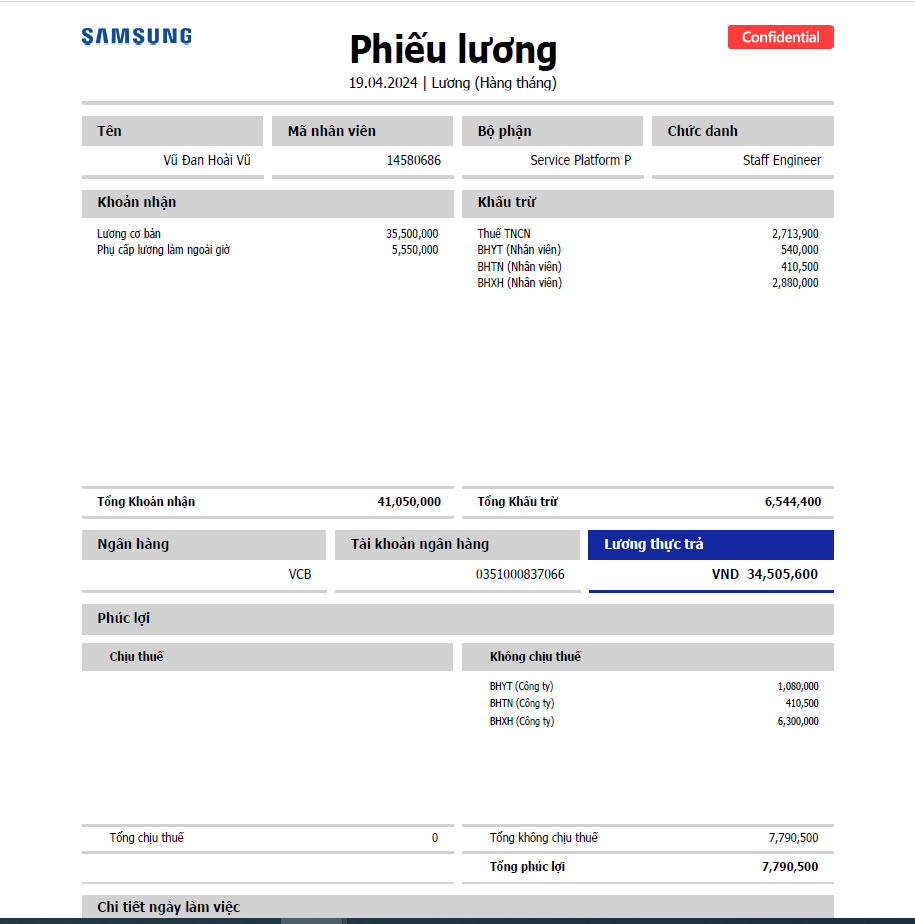 SAMSUNG
Phiếu lương
Confidential
19.04.2024 | Lương (Hàng tháng)
Tên Mã nhân viên Bộ phận Chức danh
Vũ Đan Hoài Vũ 14580686 Service Platform P Staff Engineer
Khoản nhận Khấu trừ
Lương cơ bản 35,500,000 Thuế TNCN 2,713,900
Phụ cấp lương làm ngoài giờ 5,550,000 BHYT (Nhân viên) 540,000
BHTN (Nhân viên) 410,500
BHXH (Nhân viên) 2,880,000
Tổng Khoản nhận 41,050,000 Tổng Khấu trừ 6,544,400
Ngân hàng Tài khoản ngân hàng Lương thực trả
VCB 0351000837066 VND 34,505,600
Phúc lợi
Chịu thuế Không chịu thuế
BHYT (Công ty) 1,080,000
BHTN (Công ty) 410,500
BHXH (Công ty) 6,300,000
Tổng chịu thuế 0 Tổng không chịu thuế 7,790,500
Tổng phúc lợi 7,790,500
Chi tiết ngày làm việc